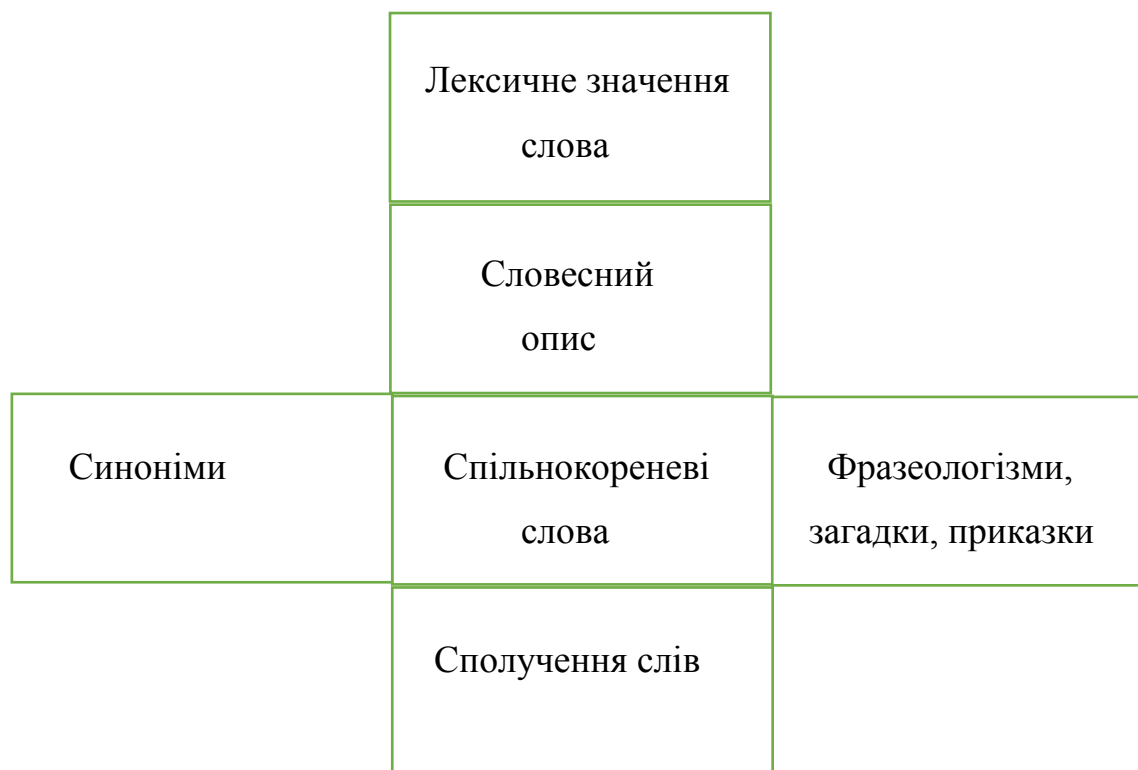 Лексичне значення
слова
Словесний
опис
Синоніми
Спільнокореневі
слова
Фразеологізми,
загадки, приказки
Сполучення слів